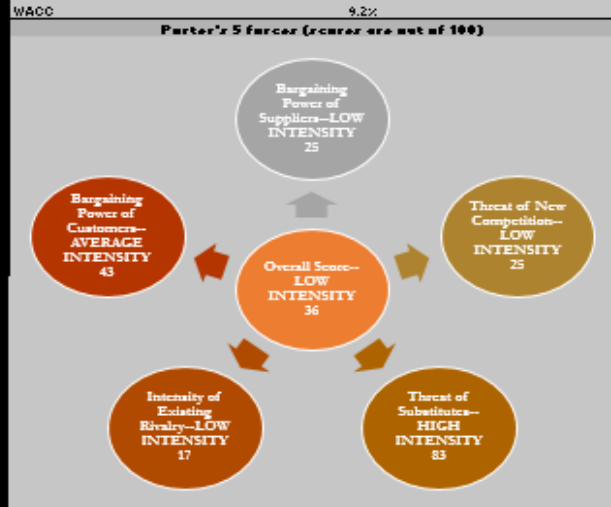 WACC 9.2%
Porter's 5 forces (scores are out of 100)
Bargaining
Power of
Suppliers--LOW
INTENSITY
25
Bargaining
Power of
Customers--
AVERAGE
INTENSITY
43
Threat of New
Competition--
LOW
INTENSITY
25
Overall Score--
LOW
INTENSITY
36
Intensity of
Existing
Rivalry--LOW
INTENSITY
17
Threat of
Substitutes--
HIGH
INTENSITY
83